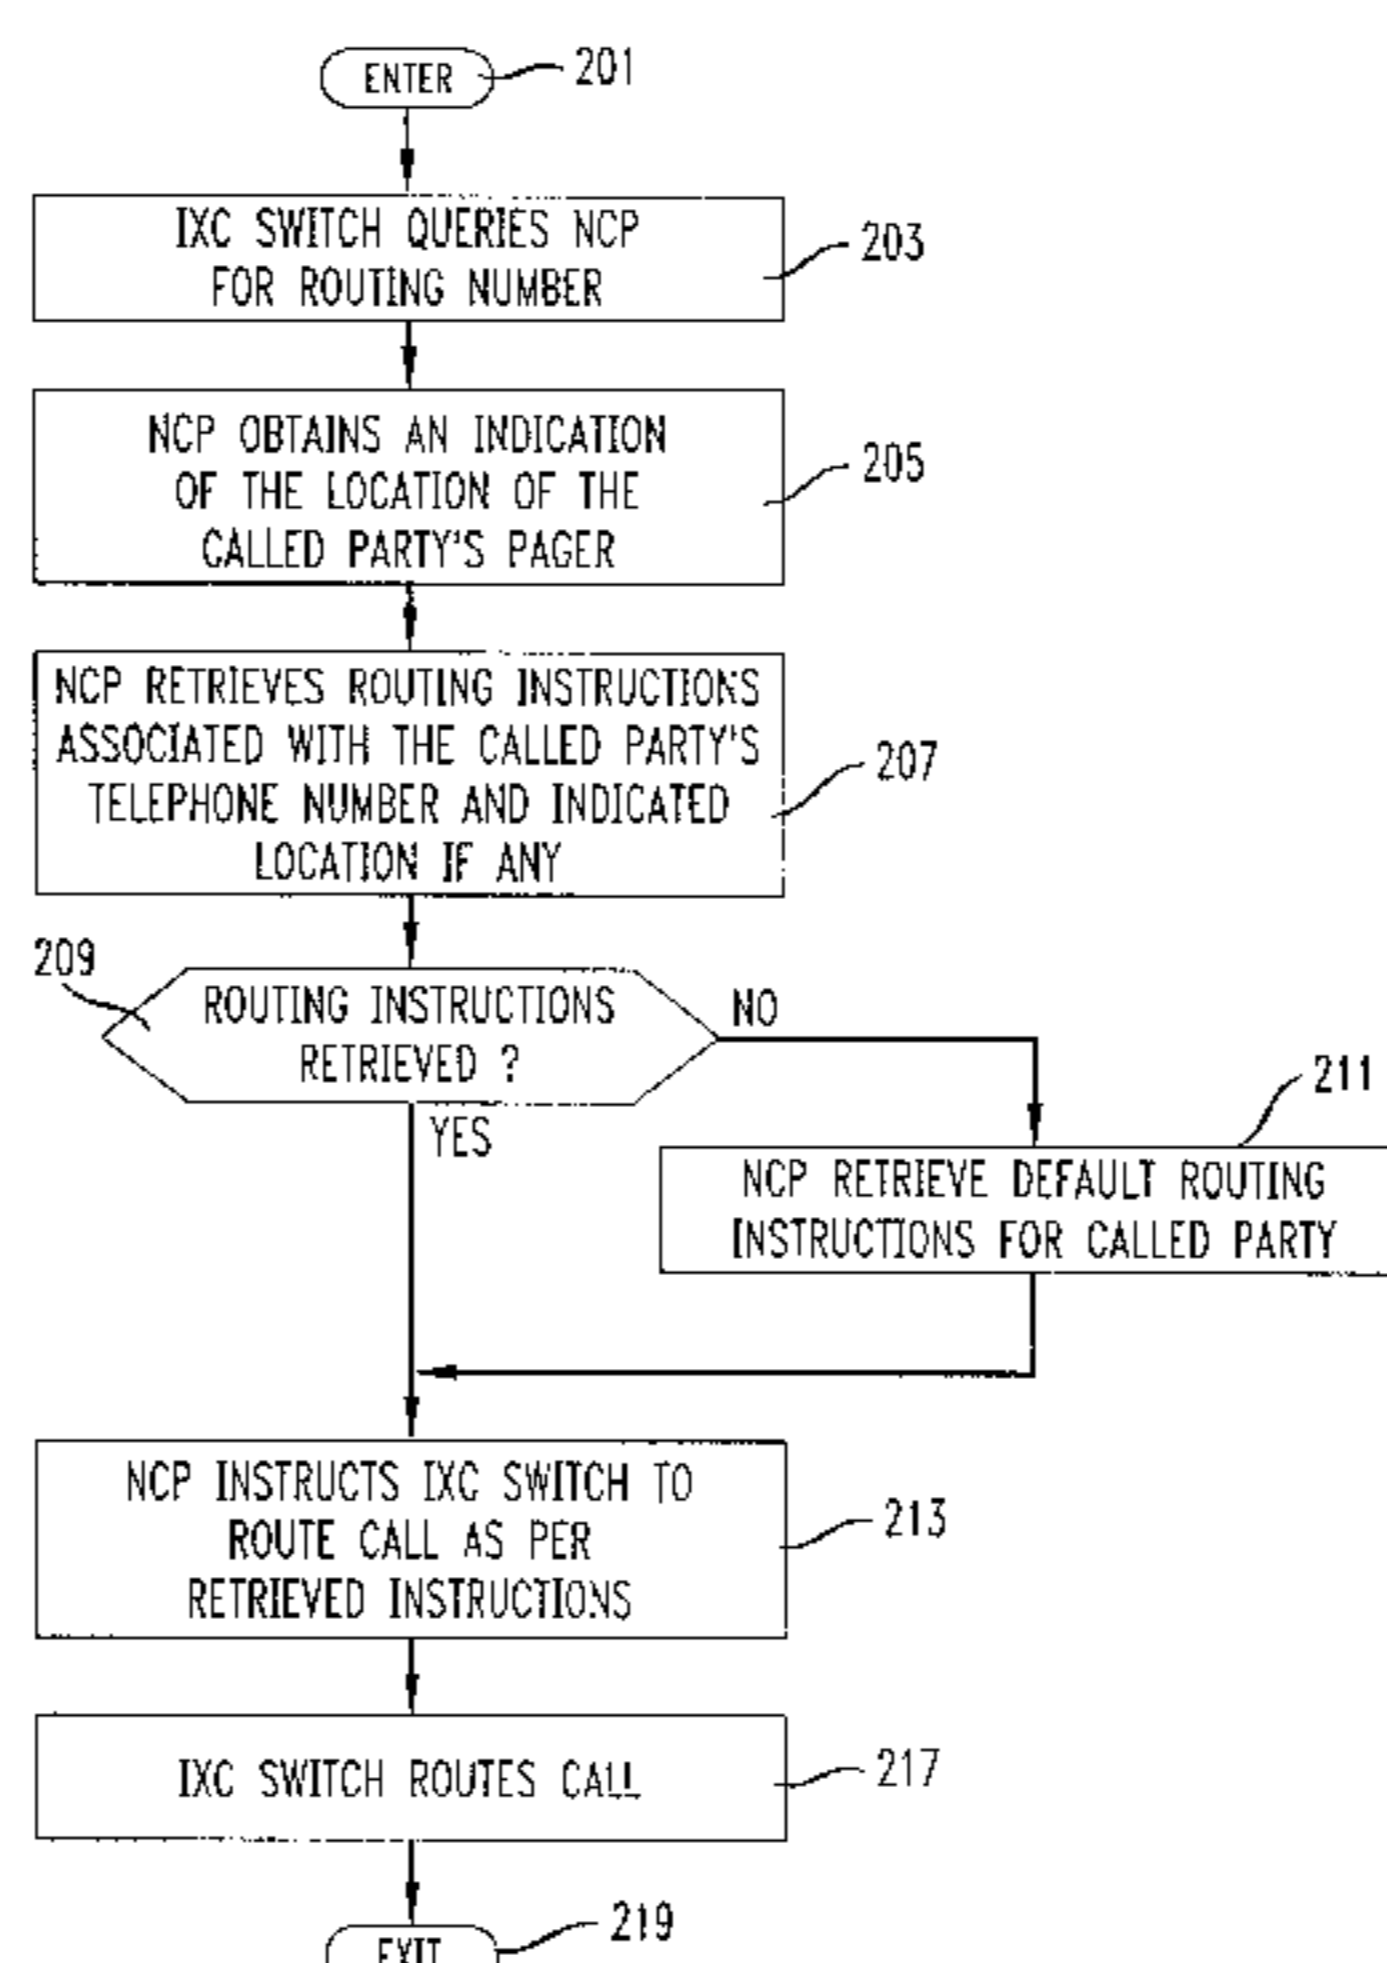 ENTER
201
IXC SWITCH QUERIES NCP
FOR ROUTING NUMBER
203
NCP OBTAINS AN INDICATION
OF THE LOCATION OF THE
CALLED PARTY'S PAGER
205
NCP RETRIEVES ROUTING INSTRUCTIONS
ASSOCIATED WITH THE CALLED PARTY'S
TELEPHONE NUMBER AND INDICATED
LOCATION IF ANY
207
209
ROUTING INSTRUCTIONS
RETRIEVED ?
NO
YES
211
NCP RETRIEVE DEFAULT ROUTING
INSTRUCTIONS FOR CALLED PARTY
NCP INSTRUCTS IXC SWITCH TO
ROUTE CALL AS PER
RETRIEVED INSTRUCTIONS
213
IXC SWITCH ROUTES CALL
217
EXIT
219